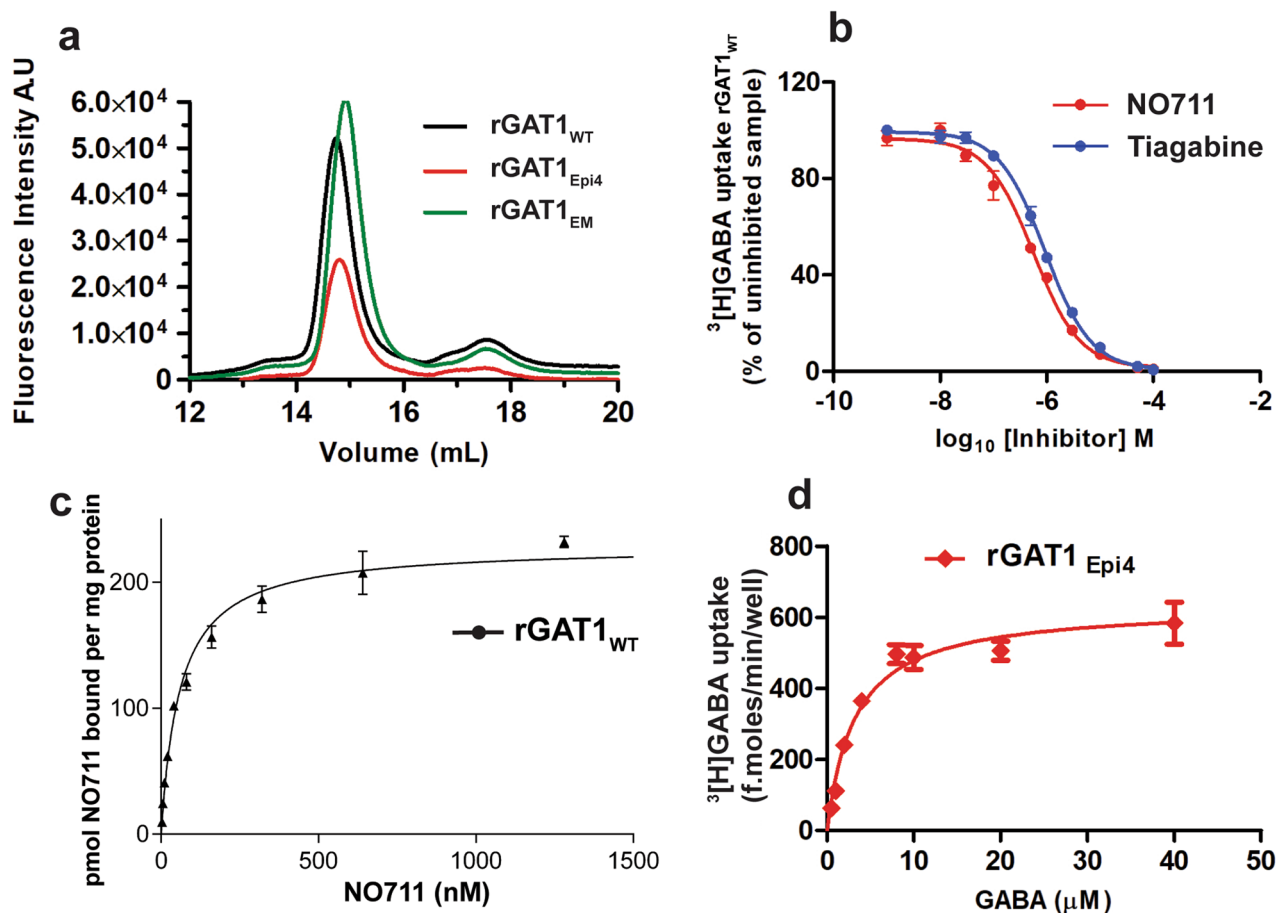 a
Fluorescence Intensity A.U
6.0×10⁴
5.0×10⁴
4.0×10⁴
3.0×10⁴
2.0×10⁴
1.0×10⁴
0
12 14 16 18 20
Volume (mL)
rGAT1WT
rGAT1Epi4
rGAT1EM
b
³[H]GABA uptake rGAT1WT
(% of uninhibited sample)
120
80
40
0
-10 -8 -6 -4 -2
log₁₀ [Inhibitor] M
NO711
Tiagabine
c
pmol NO711 bound per mg protein
200
100
0
0 500 1000 1500
NO711 (nM)
rGAT1WT
d
³[H]GABA uptake
(f.moles/min/well)
800
600
400
200
0
0 10 20 30 40 50
GABA (μM)
rGAT1 Epi4